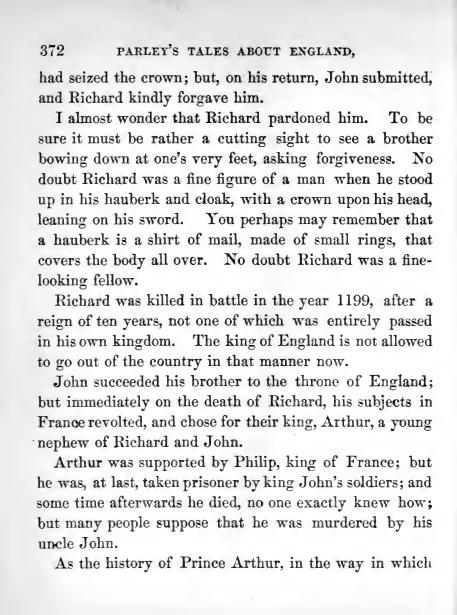 372 PARLEY'S TALES ABOUT ENGLAND,
had seized the crown; but, on his return, John submitted,
and Richard kindly forgave him.
I almost wonder that Richard pardoned him. To be
sure it must be rather a cutting sight to see a brother
bowing down at one's very feet, asking forgiveness. No
doubt Richard was a fine figure of a man when he stood
up in his hauberk and cloak, with a crown upon his head,
leaning on his sword. You perhaps may remember that
a hauberk is a shirt of mail, made of small rings, that
covers the body all over. No doubt Richard was a fine-
looking fellow.
Richard was killed in battle in the year 1199, after a
reign of ten years, not one of which was entirely passed
in his own kingdom. The king of England is not allowed
to go out of the country in that manner now.
John succeeded his brother to the throne of England;
but immediately on the death of Richard, his subjects in
France revolted, and chose for their king, Arthur, a young
nephew of Richard and John.
Arthur was supported by Philip, king of France; but
he was, at last, taken prisoner by king John's soldiers; and
some time afterwards he died, no one exactly knew how;
but many people suppose that he was murdered by his
uncle John.
As the history of Prince Arthur, in the way in which